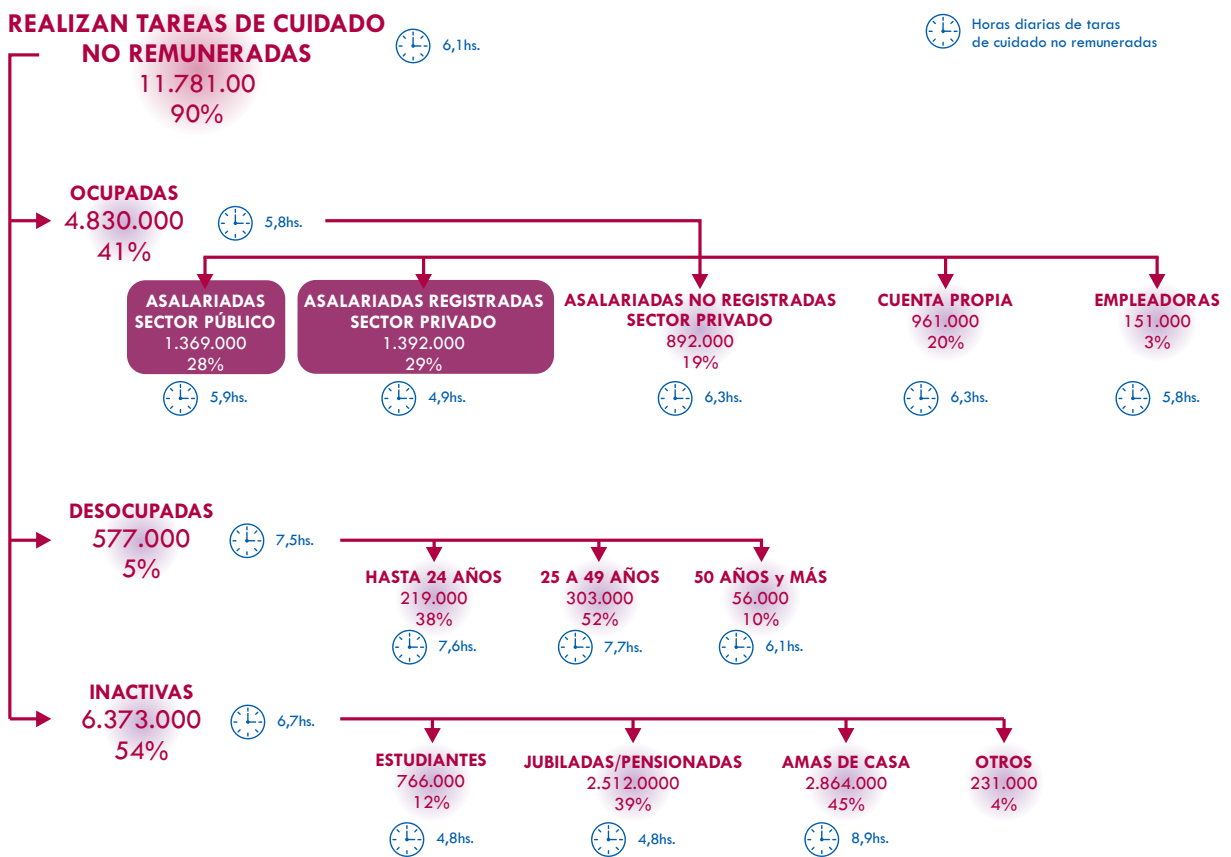 REALIZAN TAREAS DE CUIDADO
NO REMUNERADAS
11.781.00
90%
6,1hs.
Horas diarias de taras
de cuidado no remuneradas
OCUPADAS
4.830.000
41%
5,8hs.
ASALARIADAS
SECTOR PÚBLICO
1.369.000
28%
5,9hs.
ASALARIADAS REGISTRADAS
SECTOR PRIVADO
1.392.000
29%
4,9hs.
ASALARIADAS NO REGISTRADAS
SECTOR PRIVADO
892.000
19%
6,3hs.
CUENTA PROPIA
961.000
20%
6,3hs.
EMPLEADORAS
151.000
3%
5,8hs.
DESOCUPADAS
577.000
5%
7,5hs.
HASTA 24 AÑOS
219.000
38%
7,6hs.
25 A 49 AÑOS
303.000
52%
7,7hs.
50 AÑOS y MÁS
56.000
10%
6,1hs.
INACTIVAS
6.373.000
54%
6,7hs.
ESTUDIANTES
766.000
12%
4,8hs.
JUBILADAS/PENSIONADAS
2.512.0000
39%
4,8hs.
AMAS DE CASA
2.864.000
45%
8,9hs.
OTROS
231.000
4%